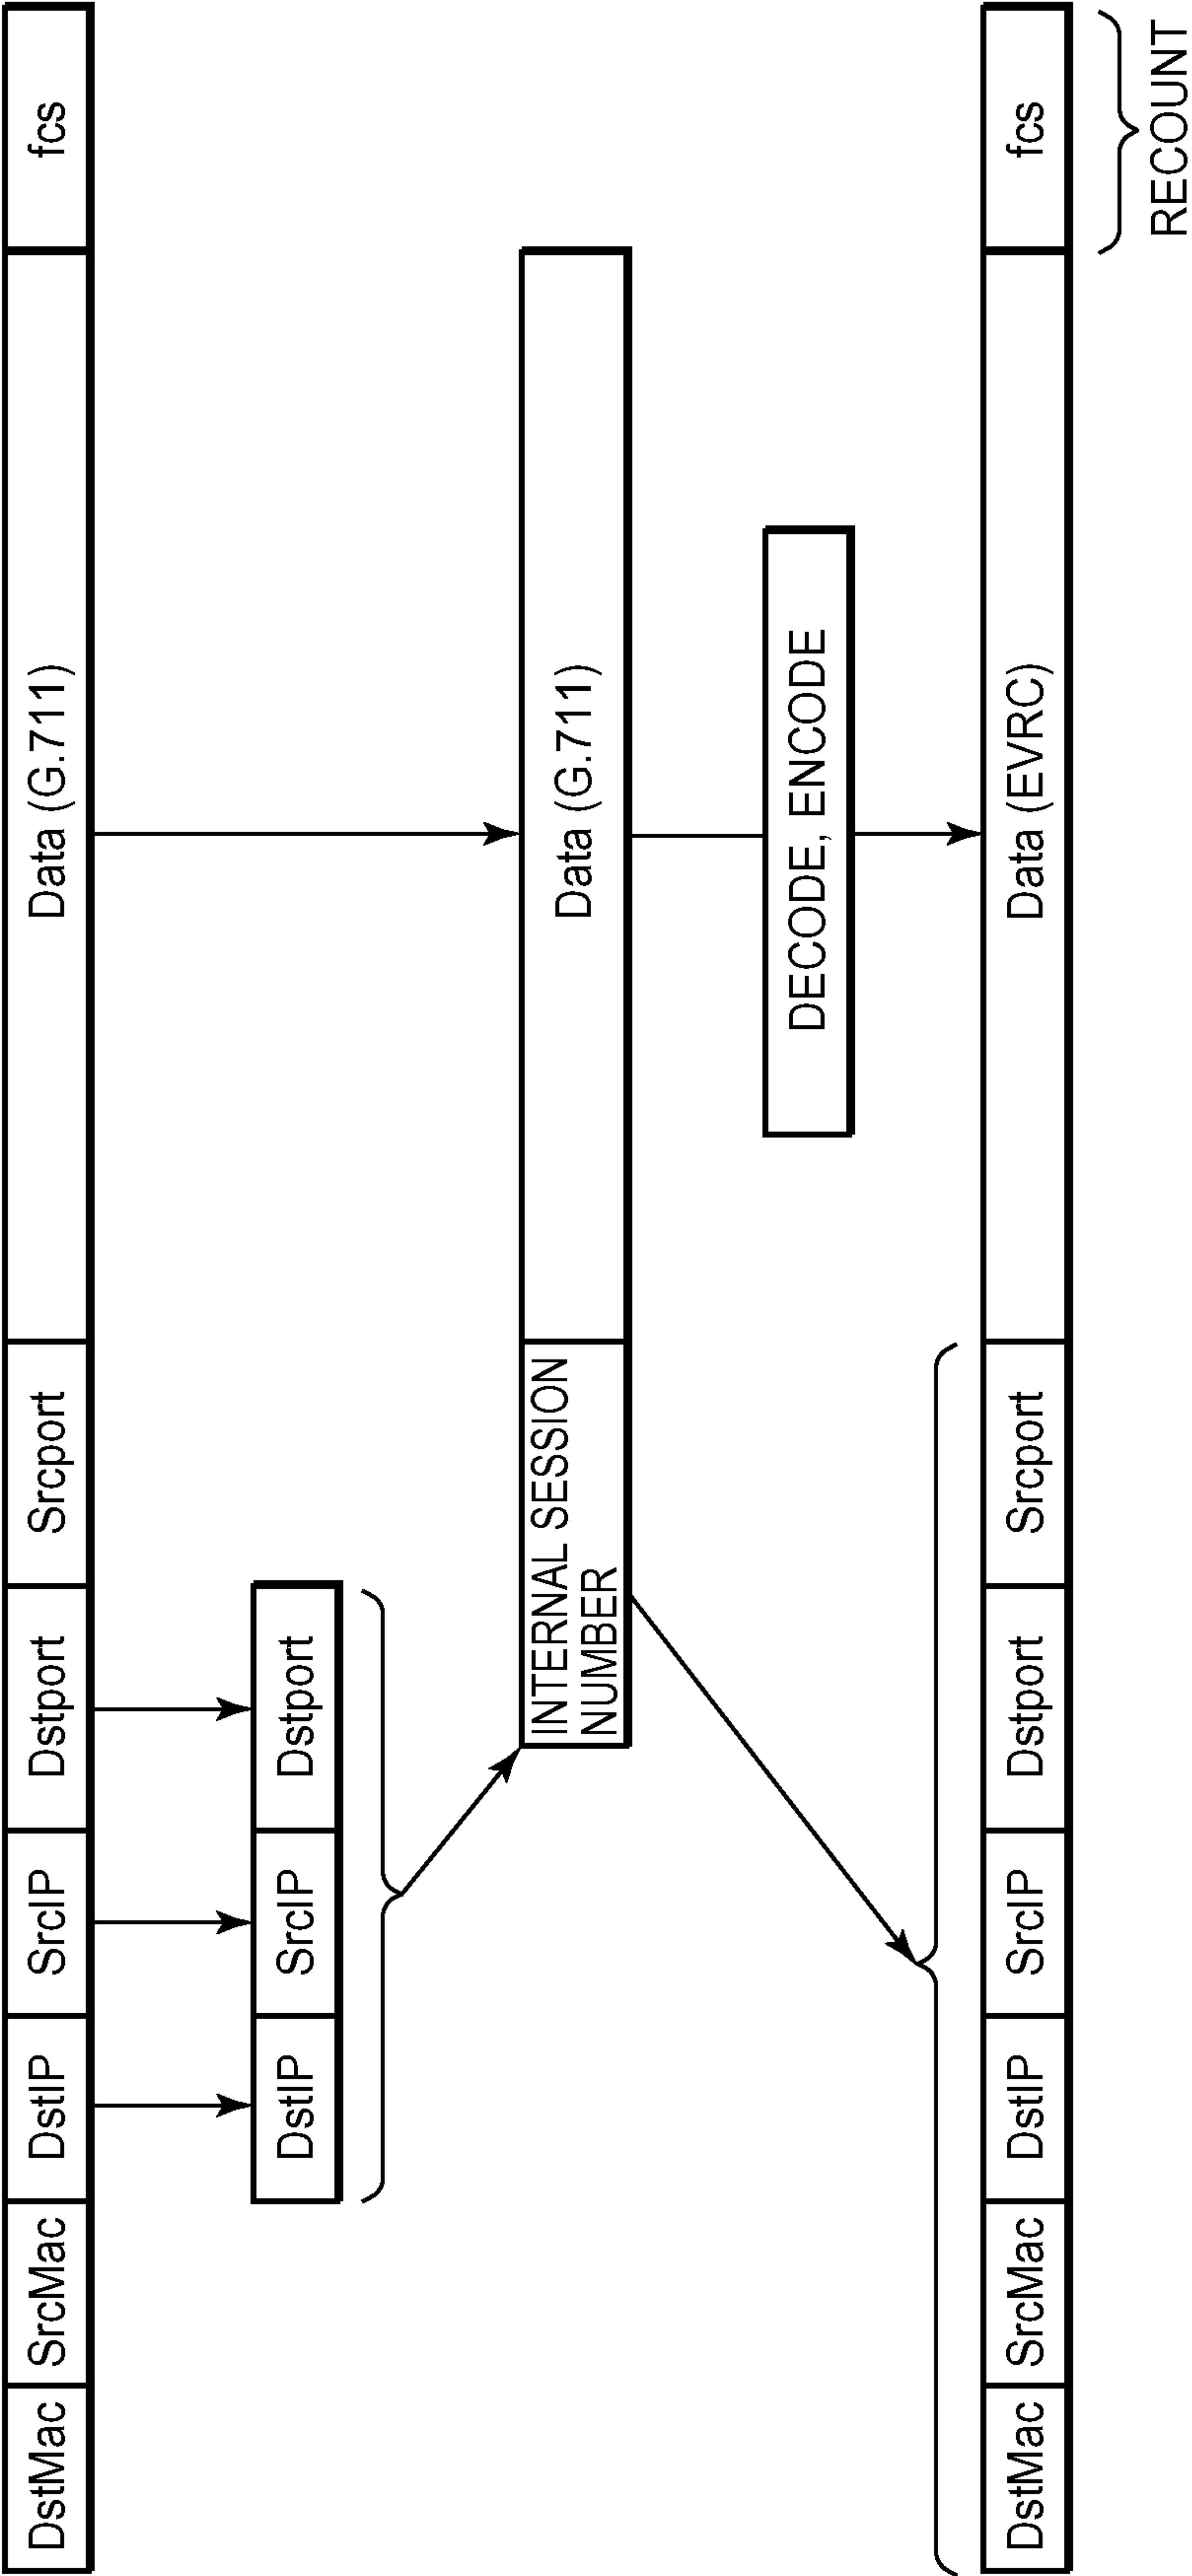 DstMac
SrcMac
DstIP
SrcIP
Dstport
Srcport
Data (G.711)
fcs
DstIP
SrcIP
Dstport
INTERNAL SESSION
NUMBER
Data (G.711)
DECODE, ENCODE
DstMac
SrcMac
DstIP
SrcIP
Dstport
Srcport
Data (EVRC)
fcs
RECOUNT